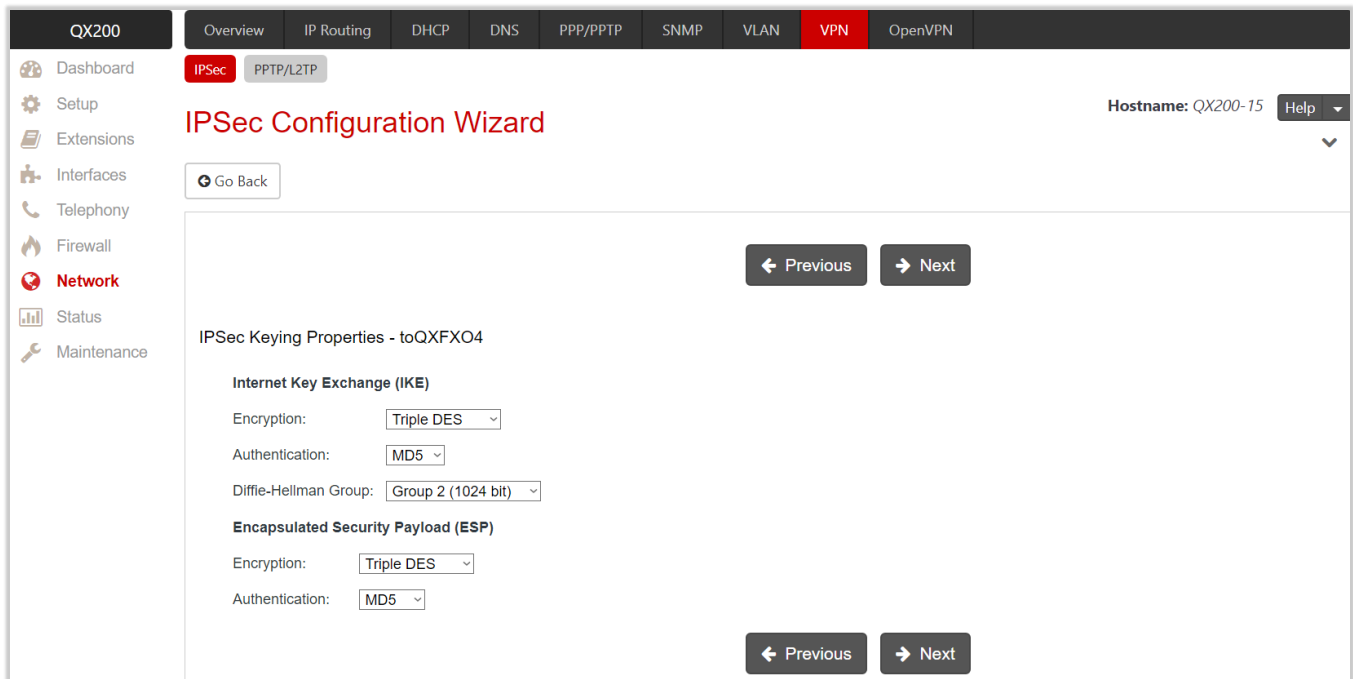 QX200
Overview IP Routing DHCP DNS PPP/PPTP SNMP VLAN VPN OpenVPN
Dashboard
Setup
Extensions
Interfaces
Telephony
Firewall
Network
Status
Maintenance
IPSec PPTP/L2TP
Hostname: QX200-15 Help
IPSec Configuration Wizard
Go Back
Previous Next
IPSec Keying Properties - toQXFXO4
Internet Key Exchange (IKE)
Encryption: Triple DES
Authentication: MD5
Diffie-Hellman Group: Group 2 (1024 bit)
Encapsulated Security Payload (ESP)
Encryption: Triple DES
Authentication: MD5
Previous Next